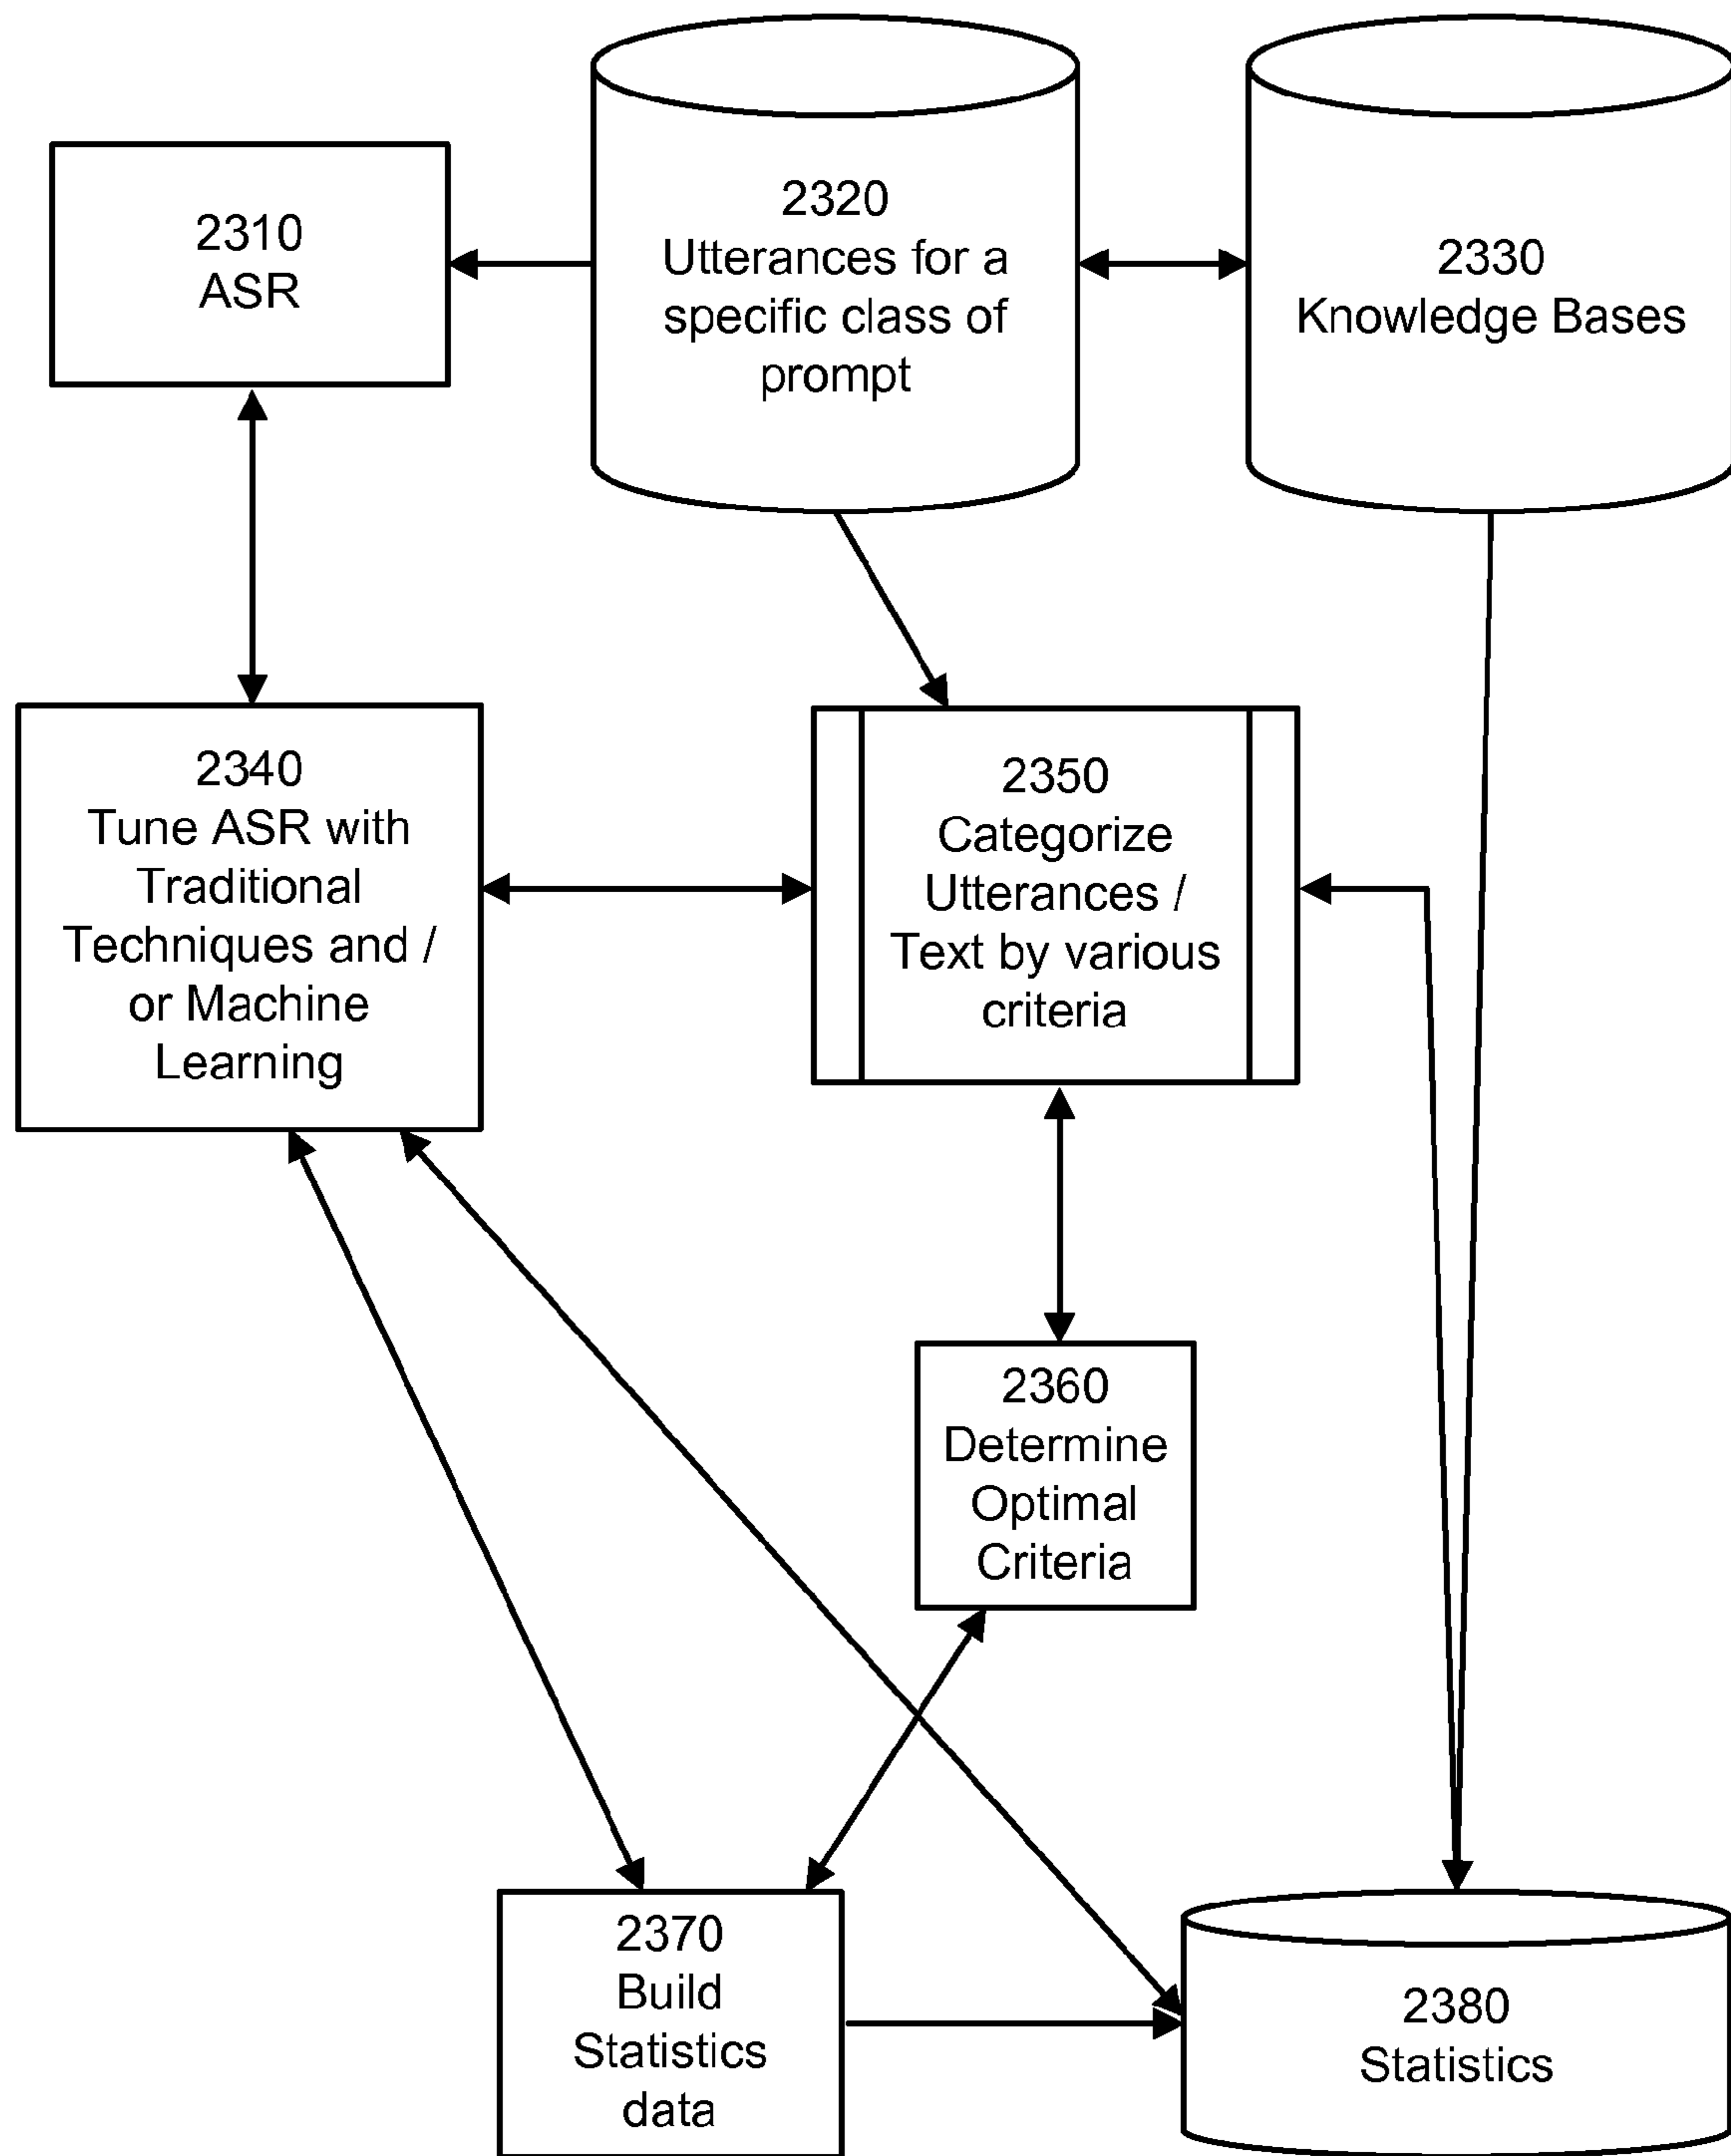 2310
ASR
2320
Utterances for a
specific class of
prompt
2330
Knowledge Bases
2340
Tune ASR with
Traditional
Techniques and /
or Machine
Learning
2350
Categorize
Utterances /
Text by various
criteria
2360
Determine
Optimal
Criteria
2370
Build
Statistics
data
2380
Statistics